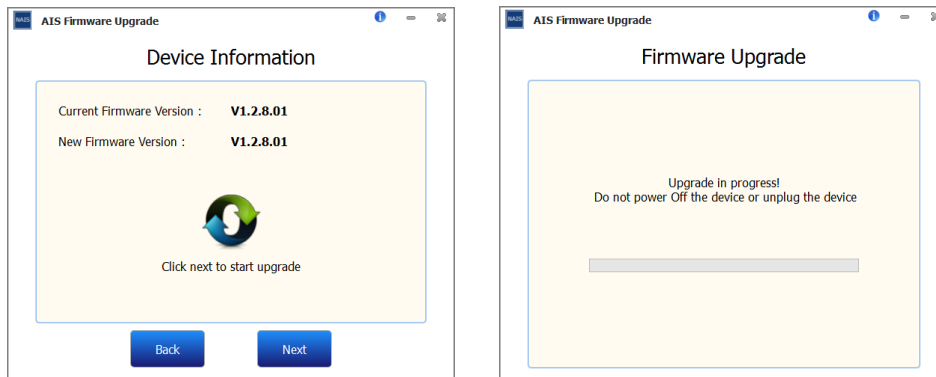 NAIS AIS Firmware Upgrade
Device Information
Current Firmware Version : V1.2.8.01
New Firmware Version : V1.2.8.01
Click next to start upgrade
Back Next
NAIS AIS Firmware Upgrade
Firmware Upgrade
Upgrade in progress!
Do not power Off the device or unplug the device